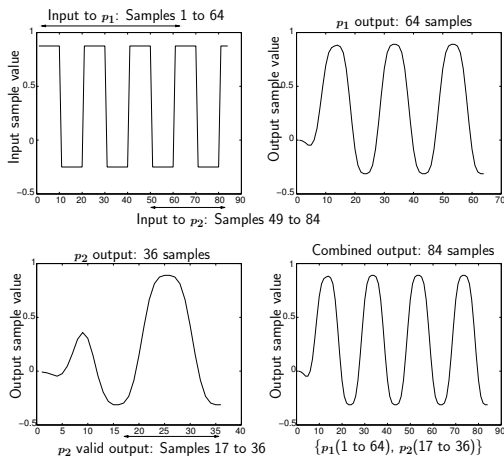 Input to p₁: Samples 1 to 64
p₁ output: 64 samples
Input sample value
1
0.5
0
−0.5
0 10 20 30 40 50 60 70 80 90
Output sample value
1
0.5
0
−0.5
0 10 20 30 40 50 60 70
Input to p₂: Samples 49 to 84
p₂ output: 36 samples
Combined output: 84 samples
Output sample value
1
0.5
0
−0.5
0 5 10 15 20 25 30 35 40
Output sample value
1
0.5
0
−0.5
0 10 20 30 40 50 60 70 80 90
p₂ valid output: Samples 17 to 36
{p₁(1 to 64), p₂(17 to 36)}